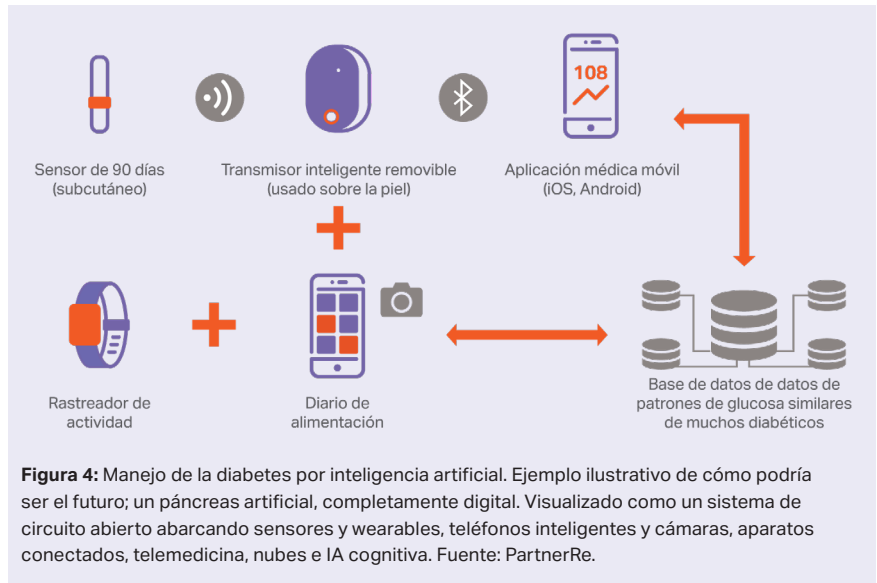 108
Sensor de 90 días
(subcutáneo)
Transmisor inteligente removible
(usado sobre la piel)
Aplicación médica móvil
(iOS, Android)
Rastreador de
actividad
Diario de
alimentación
Base de datos de datos de
patrones de glucosa similares
de muchos diabéticos
Figura 4: Manejo de la diabetes por inteligencia artificial. Ejemplo ilustrativo de cómo podría
ser el futuro; un páncreas artificial, completamente digital. Visualizado como un sistema de
circuito abierto abarcando sensores y wearables, teléfonos inteligentes y cámaras, aparatos
conectados, telemedicina, nubes e IA cognitiva. Fuente: PartnerRe.